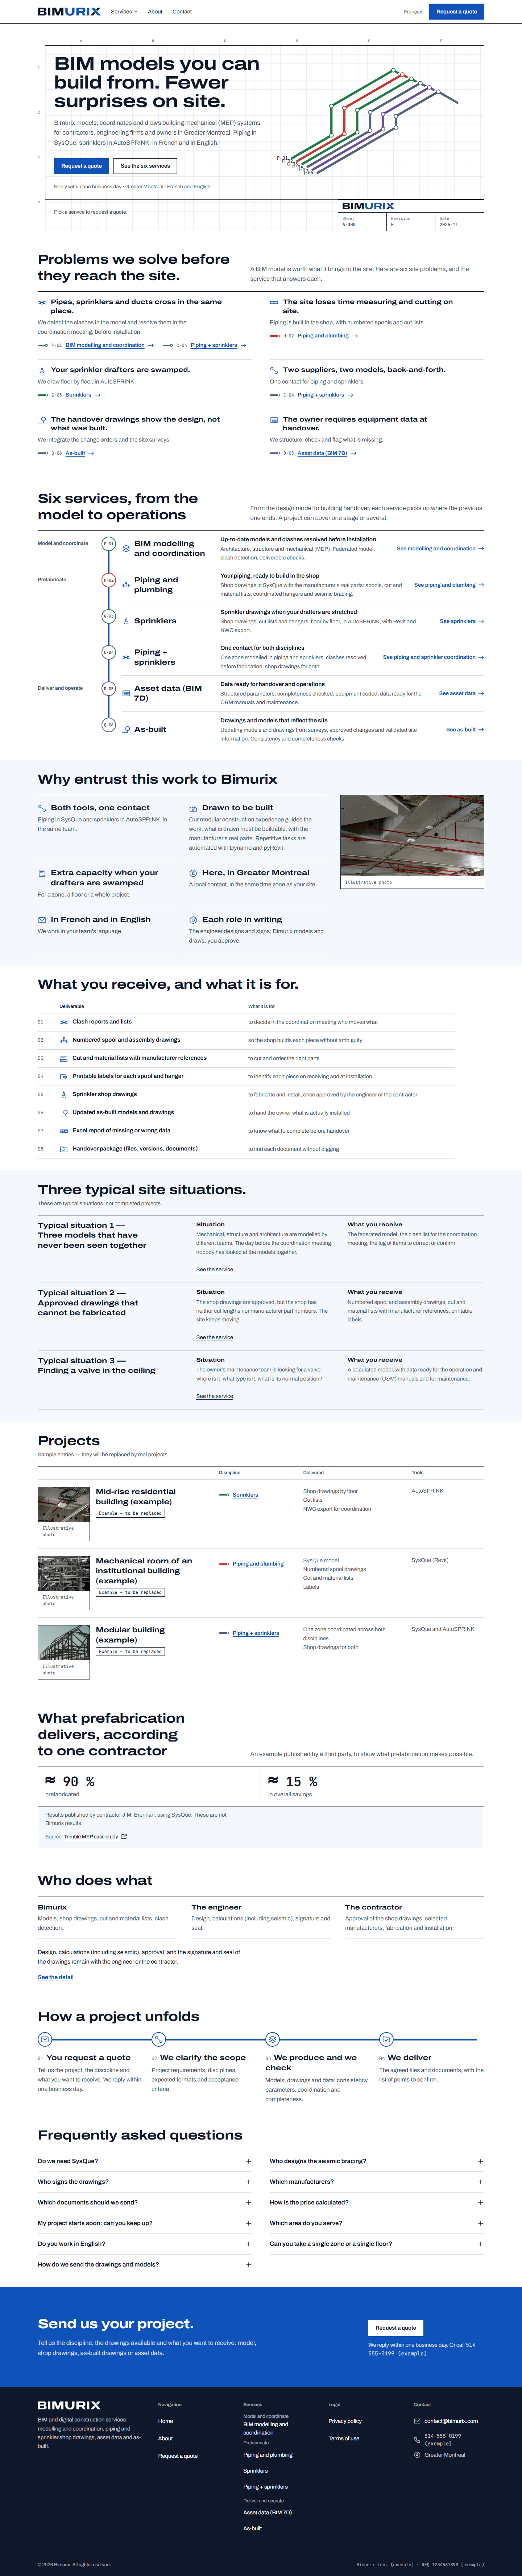 BIMURIX
Services
About
Contact
Français
Request a quote
A B C D E F
1
2
3
4
BIM models you can
build from. Fewer
surprises on site.
Bimurix models, coordinates and draws building mechanical (MEP) systems
for contractors, engineering firms and owners in Greater Montreal. Piping in
SysQue, sprinklers in AutoSPRINK, in French and in English.
Request a quote
See the six services
Reply within one business day · Greater Montreal · French and English
P-01
Q-06
Pick a service to request a quote.
BIMURIX
Sheet
Revision
0
Date
2026-11
Problems we solve before
they reach the site.
A BIM model is worth what it brings to the site. Here are six site problems, and the
service that answers each.
Pipes, sprinklers and ducts cross in the same
place.
We detect the clashes in the model and resolve them in the
coordination meeting, before installation.
P-01 BIM modelling and coordination →
C-04 Piping + sprinklers →
The site loses time measuring and cutting on
site.
Piping is built in the shop, with numbered spools and cut lists.
H-02 Piping and plumbing →
Your sprinkler drafters are swamped.
We draw floor by floor, in AutoSPRINK.
G-03 Sprinklers →
Two suppliers, two models, back-and-forth.
One contact for piping and sprinklers.
C-04 Piping + sprinklers →
The handover drawings show the design, not
what was built.
We integrate the change orders and the site surveys.
Q-06 As-built →
The owner requires equipment data at
handover.
We structure, check and flag what is missing.
D-05 Asset data (BIM 7D) →
Six services, from the
model to operations
From the design model to building handover, each service picks up where the previous
one ends. A project can cover one stage or several.
Model and coordinate
P-01
BIM modelling
and coordination
Up-to-date models and clashes resolved before installation
Architecture, structure and mechanical (MEP). Federated model,
clash detection, deliverable checks.
See modelling and coordination →
Prefabricate
H-02
Piping and
plumbing
Your piping, ready to build in the shop
Shop drawings in SysQue with the manufacturer's real parts: spools, cut and
material lists, coordinated hangers and seismic bracing.
See piping and plumbing →
G-03
Sprinklers
Sprinkler drawings when your drafters are stretched
Shop drawings, cut lists and hangers, floor by floor, in AutoSPRINK, with Revit and
NWC export.
See sprinklers →
C-04
Piping +
sprinklers
One contact for both disciplines
One zone modelled in piping and sprinklers, clashes resolved
before fabrication, shop drawings for both.
See piping and sprinkler coordination →
Deliver and operate
D-05
Asset data (BIM
7D)
Data ready for handover and operations
Structured parameters, completeness checked, equipment coded, data ready for the
O&M manuals and maintenance.
See asset data →
Q-06
As-built
Drawings and models that reflect the site
Updating models and drawings from surveys, approved changes and validated site
information. Consistency and completeness checks.
See as-built →
Why entrust this work to Bimurix
Both tools, one contact
Piping in SysQue and sprinklers in AutoSPRINK, in
the same team.
Drawn to be built
Our modular construction experience guides the
work: what is drawn must be buildable, with the
manufacturer's real parts. Repetitive tasks are
automated with Dynamo and pyRevit.
Extra capacity when your
drafters are swamped
For a zone, a floor or a whole project.
Here, in Greater Montreal
A local contact, in the same time zone as your site.
In French and in English
We work in your team's language.
Each role in writing
The engineer designs and signs; Bimurix models and
draws; you approve.
Illustrative photo
What you receive, and what it is for.
Deliverable
What it is for
01 Clash reports and lists
to decide in the coordination meeting who moves what
02 Numbered spool and assembly drawings
so the shop builds each piece without ambiguity
03 Cut and material lists with manufacturer references
to cut and order the right parts
04 Printable labels for each spool and hanger
to identify each piece on receiving and at installation
05 Sprinkler shop drawings
to fabricate and install, once approved by the engineer or the contractor
06 Updated as-built models and drawings
to hand the owner what is actually installed
07 Excel report of missing or wrong data
to know what to complete before handover
08 Handover package (files, versions, documents)
to find each document without digging
Three typical site situations.
These are typical situations, not completed projects.
Typical situation 1 —
Three models that have
never been seen together
Situation
Mechanical, structure and architecture are modelled by
different teams. The day before the coordination meeting,
nobody has looked at the models together.
See the service
What you receive
The federated model, the clash list for the coordination
meeting, the log of items to correct or confirm.
Typical situation 2 —
Approved drawings that
cannot be fabricated
Situation
The shop drawings are approved, but the shop has
neither cut lengths nor manufacturer part numbers. The
site keeps moving.
See the service
What you receive
Numbered spool and assembly drawings, cut and
material lists with manufacturer references, printable
labels.
Typical situation 3 —
Finding a valve in the ceiling
Situation
The owner's maintenance team is looking for a valve:
where is it, what type is it, what is its normal position?
See the service
What you receive
A populated model, with data ready for the operation and
maintenance (O&M) manuals and for maintenance.
Projects
Sample entries — they will be replaced by real projects.
Discipline
Delivered
Tools
Illustrative
photo
Mid-rise residential
building (example)
Example — to be replaced
Sprinklers
Shop drawings by floor
Cut lists
NWC export for coordination
AutoSPRINK
Illustrative
photo
Mechanical room of an
institutional building
(example)
Example — to be replaced
Piping and plumbing
SysQue model
Numbered spool drawings
Cut and material lists
Labels
SysQue (Revit)
Illustrative
photo
Modular building
(example)
Example — to be replaced
Piping + sprinklers
One zone coordinated across both
disciplines
Shop drawings for both
SysQue and AutoSPRINK
What prefabrication
delivers, according
to one contractor
An example published by a third party, to show what prefabrication makes possible.
≈ 90 %
prefabricated
≈ 15 %
in overall savings
Results published by contractor J.M. Brennan, using SysQue. These are not
Bimurix results.
Source: Trimble MEP case study
Who does what
Bimurix
Models, shop drawings, cut and material lists, clash
detection.
The engineer
Design, calculations (including seismic), signature and
seal.
The contractor
Approval of the shop drawings, selected
manufacturers, fabrication and installation.
Design, calculations (including seismic), approval, and the signature and seal of
the drawings remain with the engineer or the contractor.
See the detail
How a project unfolds
01 You request a quote
Tell us the project, the discipline and
what you want to receive. We reply within
one business day.
02 We clarify the scope
Project requirements, disciplines,
expected formats and acceptance
criteria.
03 We produce and we
check
Models, drawings and data; consistency,
parameters, coordination and
completeness.
04 We deliver
The agreed files and documents, with the
list of points to confirm.
Frequently asked questions
Do we need SysQue? +
Who designs the seismic bracing? +
Who signs the drawings? +
Which manufacturers? +
Which documents should we send? +
How is the price calculated? +
My project starts soon: can you keep up? +
Which area do you serve? +
Do you work in English? +
Can you take a single zone or a single floor? +
How do we send the drawings and models? +
Send us your project.
Tell us the discipline, the drawings available and what you want to receive: model,
shop drawings, as-built drawings or asset data.
Request a quote
We reply within one business day. Or call 514
555-0199 (exemple).
BIMURIX
BIM and digital construction services:
modelling and coordination, piping and
sprinkler shop drawings, asset data and as-
built.
Navigation
Home
About
Request a quote
Services
Model and coordinate
BIM modelling and
coordination
Prefabricate
Piping and plumbing
Sprinklers
Piping + sprinklers
Deliver and operate
Asset data (BIM 7D)
As-built
Legal
Privacy policy
Terms of use
Contact
contact@bimurix.com
514 555-0199
(exemple)
Greater Montreal
© 2026 Bimurix. All rights reserved.
Bimurix inc. (exemple) · NEQ 1234567890 (exemple)